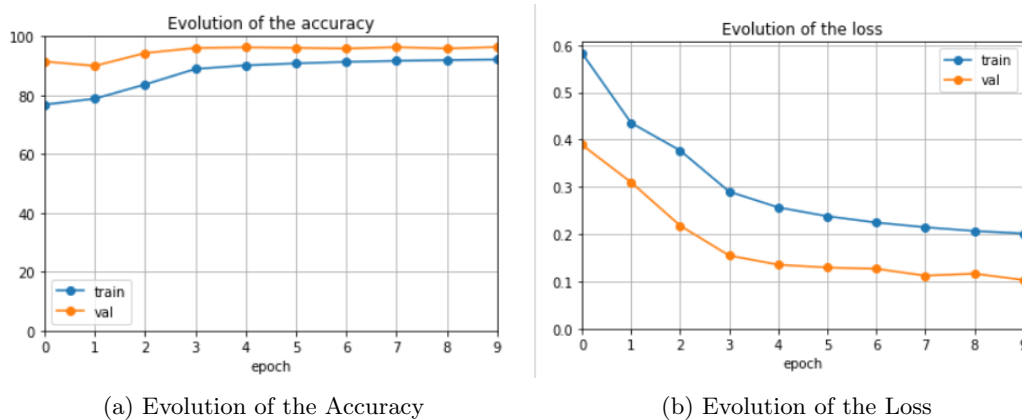 Evolution of the accuracy
100
80
60
40
20
0
train
val
0 1 2 3 4 5 6 7 8 9
epoch
(a) Evolution of the Accuracy
Evolution of the loss
0.6
0.5
0.4
0.3
0.2
0.1
0.0
train
val
0 1 2 3 4 5 6 7 8 9
epoch
(b) Evolution of the Loss